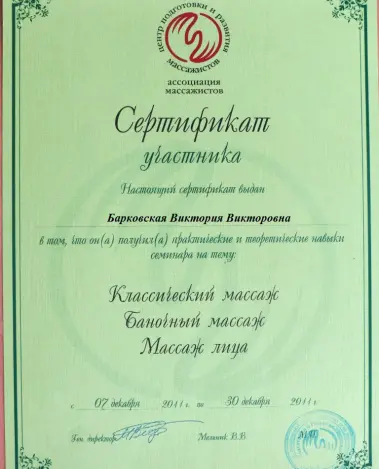 центр подготовки и развития
массажистов
ассоциация
массажистов
Сертификат
участника
Настоящий сертификат выдан
Барковская Виктория Викторовна
в том, что он(а) получил(а) практические и теоретические навыки
семинара на тему:
Классический массаж
Баночный массаж
Массаж лица
с 07 декабря 2011 г. по 30 декабря 2011 г.
Ген. директор М.П.